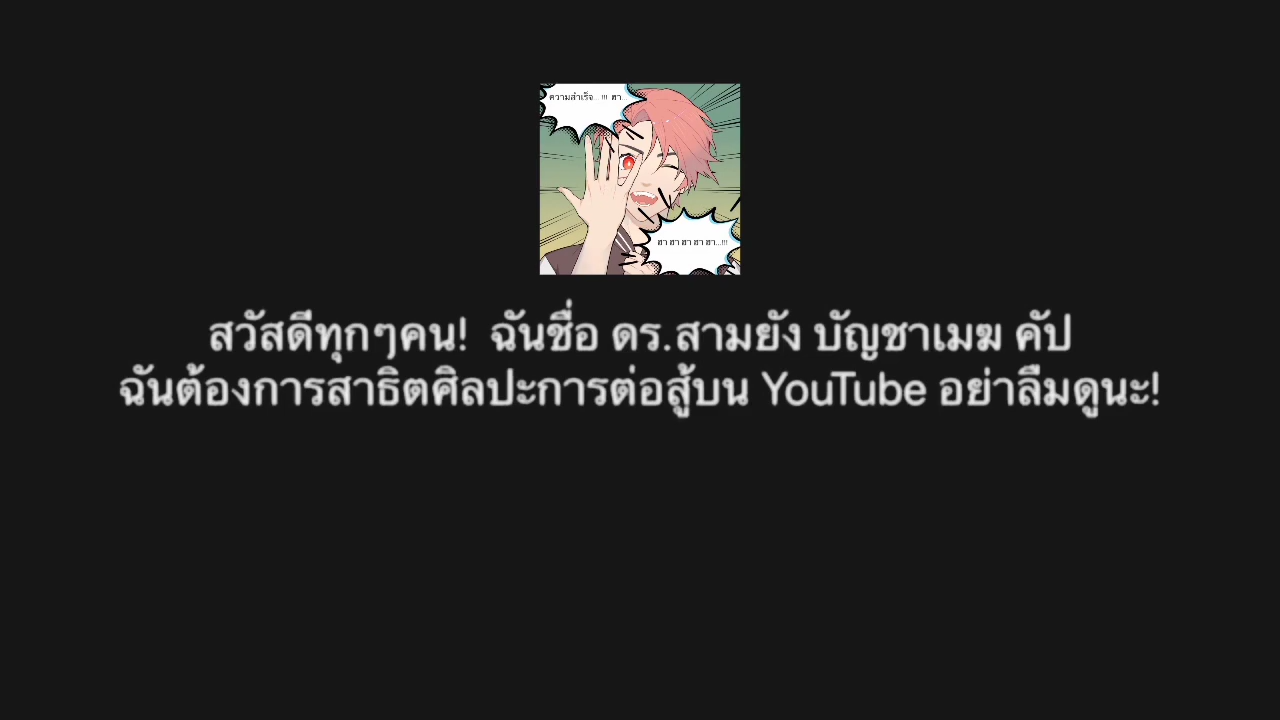 ความสำเร็จ... !!! ฮา...
ฮา ฮา ฮา ฮา ฮา...!!!
สวัสดีทุกๆคน! ฉันชื่อ ดร.สามยัง บัญชาเมฆ คัป
ฉันต้องการสาธิตศิลปะการต่อสู้บน YouTube อย่าลืมดูนะ!